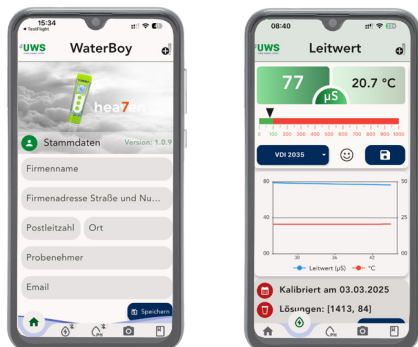 15:34
TestFlight
UWS
WaterBoy
hea7en
Stammdaten
Version: 1.0.9
Firmenname
Firmenadresse Straße und Nu...
Postleitzahl
Ort
Probenehmer
Email
Speichern
08:40
UWS
Leitwert
77
µS
20.7 °C
0 100 200 300 400 500 600 700 800 900 1000
VDI 2035
80
40
00
50
25
00
30
36
42
Leitwert (µS)
°C
Kalibriert am 03.03.2025
Lösungen: [1413, 84]